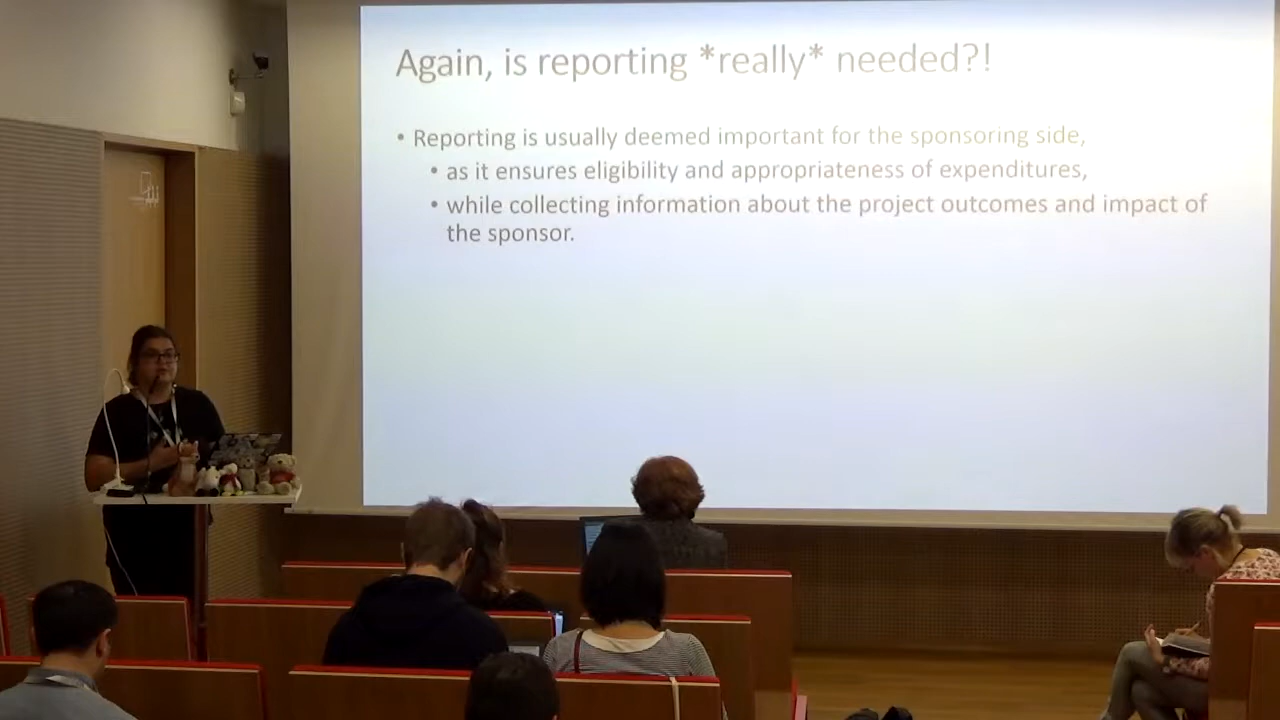 Again, is reporting *really* needed?!
• Reporting is usually deemed important for the sponsoring side,
• as it ensures eligibility and appropriateness of expenditures,
• while collecting information about the project outcomes and impact of
the sponsor.